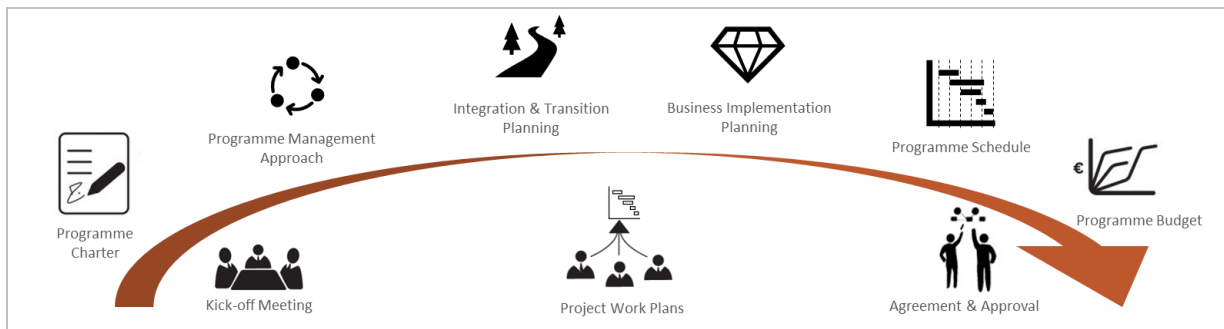 Programme
Charter
Programme Management
Approach
Integration & Transition
Planning
Business Implementation
Planning
Programme Schedule
€
Programme Budget
Kick-off Meeting
Project Work Plans
Agreement & Approval